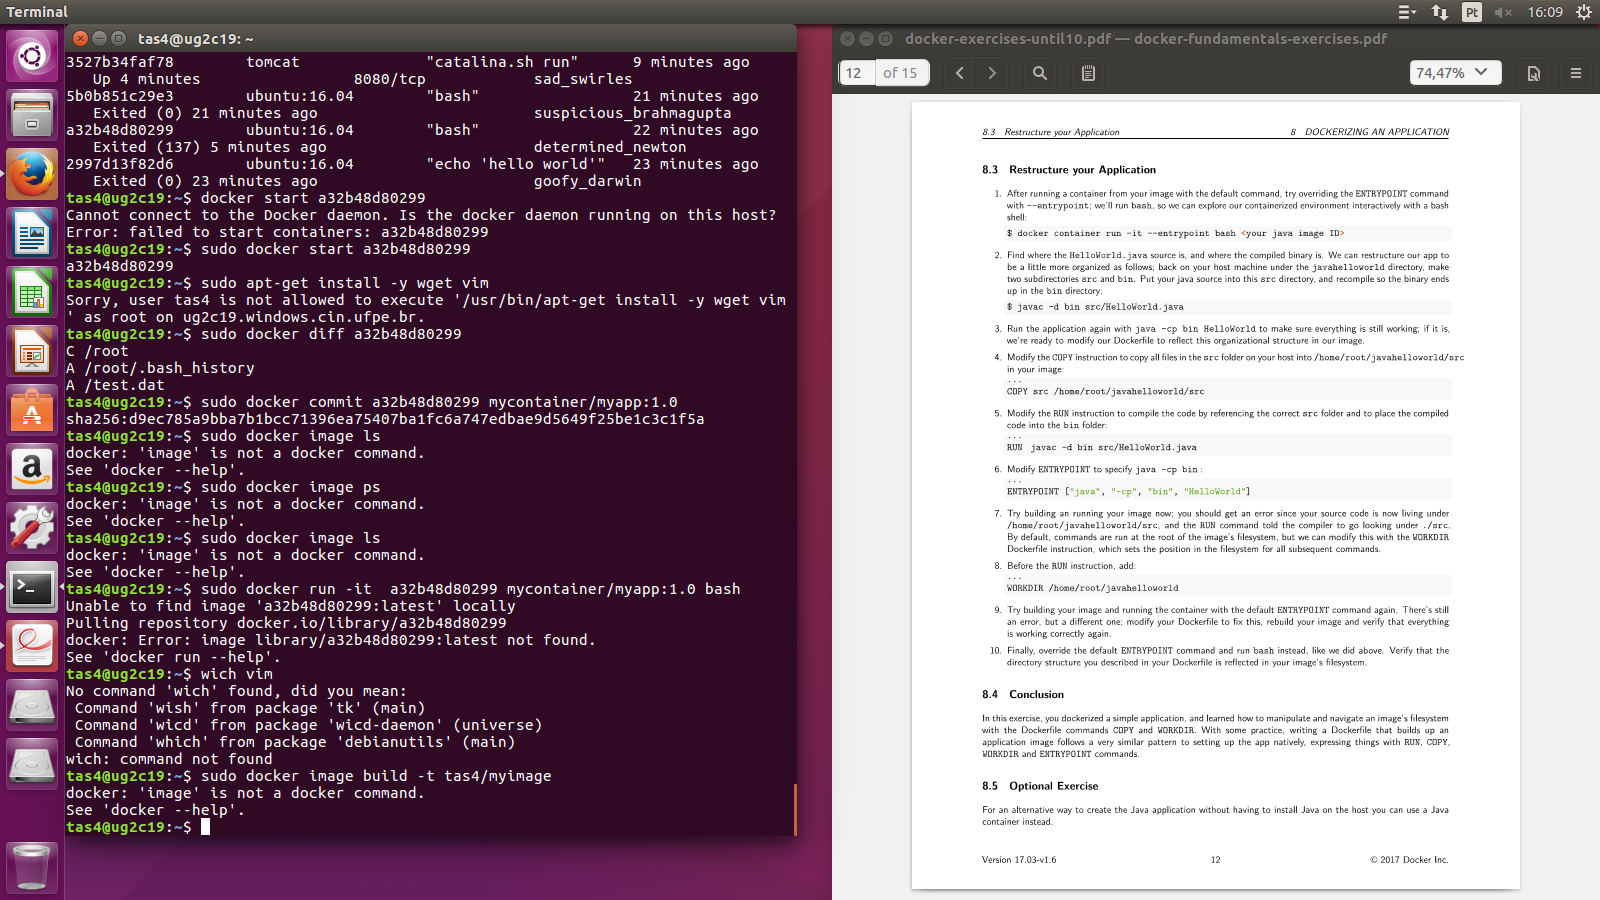 Terminal
Pt
16:09
tas4@ug2c19: ~
3527b34faf78 tomcat "catalina.sh run" 9 minutes ago
Up 4 minutes 8080/tcp sad_swirles
5b0b851c29e3 ubuntu:16.04 "bash" 21 minutes ago
Exited (0) 21 minutes ago suspicious_brahmagupta
a32b48d80299 ubuntu:16.04 "bash" 22 minutes ago
Exited (137) 5 minutes ago determined_newton
2997d13f82d6 ubuntu:16.04 "echo 'hello world'" 23 minutes ago
Exited (0) 23 minutes ago goofy_darwin
tas4@ug2c19:~$ docker start a32b48d80299
Cannot connect to the Docker daemon. Is the docker daemon running on this host?
Error: failed to start containers: a32b48d80299
tas4@ug2c19:~$ sudo docker start a32b48d80299
a32b48d80299
tas4@ug2c19:~$ sudo apt-get install -y wget vim
Sorry, user tas4 is not allowed to execute '/usr/bin/apt-get install -y wget vim
' as root on ug2c19.windows.cin.ufpe.br.
tas4@ug2c19:~$ sudo docker diff a32b48d80299
C /root
A /root/.bash_history
A /test.dat
tas4@ug2c19:~$ sudo docker commit a32b48d80299 mycontainer/myapp:1.0
sha256:d9ec785a9bba7b1bcc71396ea75407ba1fc6a747edbae9d5649f25be1c3c1f5a
tas4@ug2c19:~$ sudo docker image ls
docker: 'image' is not a docker command.
See 'docker --help'.
tas4@ug2c19:~$ sudo docker image ps
docker: 'image' is not a docker command.
See 'docker --help'.
tas4@ug2c19:~$ sudo docker image ls
docker: 'image' is not a docker command.
See 'docker --help'.
tas4@ug2c19:~$ sudo docker run -it  a32b48d80299 mycontainer/myapp:1.0 bash
Unable to find image 'a32b48d80299:latest' locally
Pulling repository docker.io/library/a32b48d80299
docker: Error: image library/a32b48d80299:latest not found.
See 'docker run --help'.
tas4@ug2c19:~$ wich vim
No command 'wich' found, did you mean:
Command 'wish' from package 'tk' (main)
Command 'wicd' from package 'wicd-daemon' (universe)
Command 'which' from package 'debianutils' (main)
wich: command not found
tas4@ug2c19:~$ sudo docker image build -t tas4/myimage
docker: 'image' is not a docker command.
See 'docker --help'.
tas4@ug2c19:~$
docker-exercises-until10.pdf — docker-fundamentals-exercises.pdf
12 of 15 74,47%
8.3 Restructure your Application 8 DOCKERIZING AN APPLICATION
8.3 Restructure your Application
1. After running a container from your image with the default command, try overriding the ENTRYPOINT command
with --entrypoint; we'll run bash, so we can explore our containerized environment interactively with a bash
shell:
$ docker container run -it --entrypoint bash <your java image ID>
2. Find where the HelloWorld.java source is, and where the compiled binary is. We can restructure our app to
be a little more organized as follows; back on your host machine under the javahelloworld directory, make
two subdirectories src and bin. Put your java source into this src directory, and recompile so the binary ends
up in the bin directory:
$ javac -d bin src/HelloWorld.java
3. Run the application again with java -cp bin HelloWorld to make sure everything is still working; if it is,
we're ready to modify our Dockerfile to reflect this organizational structure in our image.
4. Modify the COPY instruction to copy all files in the src folder on your host into /home/root/javahelloworld/src
in your image:
...
COPY src /home/root/javahelloworld/src
5. Modify the RUN instruction to compile the code by referencing the correct src folder and to place the compiled
code into the bin folder:
...
RUN javac -d bin src/HelloWorld.java
6. Modify ENTRYPOINT to specify java -cp bin :
...
ENTRYPOINT ["java", "-cp", "bin", "HelloWorld"]
7. Try building an running your image now; you should get an error since your source code is now living under
/home/root/javahelloworld/src, and the RUN command told the compiler to go looking under ./src.
By default, commands are run at the root of the image's filesystem, but we can modify this with the WORKDIR
Dockerfile instruction, which sets the position in the filesystem for all subsequent commands.
8. Before the RUN instruction, add:
...
WORKDIR /home/root/javahelloworld
9. Try building your image and running the container with the default ENTRYPOINT command again. There's still
an error, but a different one; modify your Dockerfile to fix this, rebuild your image and verify that everything
is working correctly again.
10. Finally, override the default ENTRYPOINT command and run bash instead, like we did above. Verify that the
directory structure you described in your Dockerfile is reflected in your image's filesystem.
8.4 Conclusion
In this exercise, you dockerized a simple application, and learned how to manipulate and navigate an image's filesystem
with the Dockerfile commands COPY and WORKDIR. With some practice, writing a Dockerfile that builds up an
application image follows a very similar pattern to setting up the app natively, expressing things with RUN, COPY,
WORKDIR and ENTRYPOINT commands.
8.5 Optional Exercise
For an alternative way to create the Java application without having to install Java on the host you can use a Java
container instead.
Version 17.03-v1.6 12 © 2017 Docker Inc.